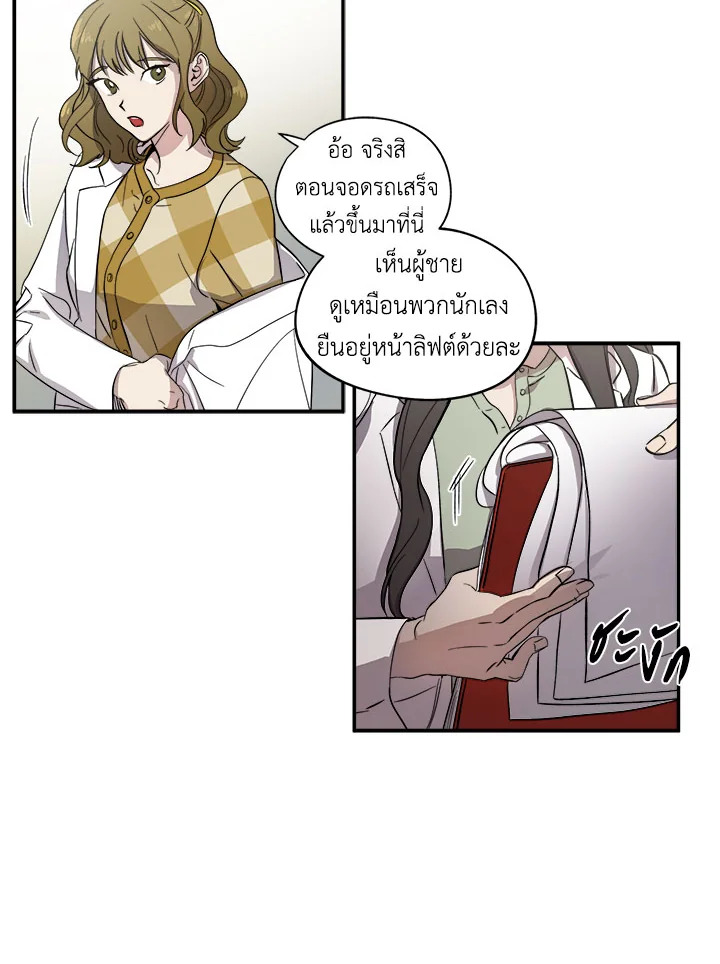 อ้อ จริงสิ
ตอนจอดรถเสร็จ
แล้วขึ้นมาที่นี่
เห็นผู้ชาย
ดูเหมือนพวกนักเลง
ยืนอยู่หน้าลิฟต์ด้วยละ
ชะงัก